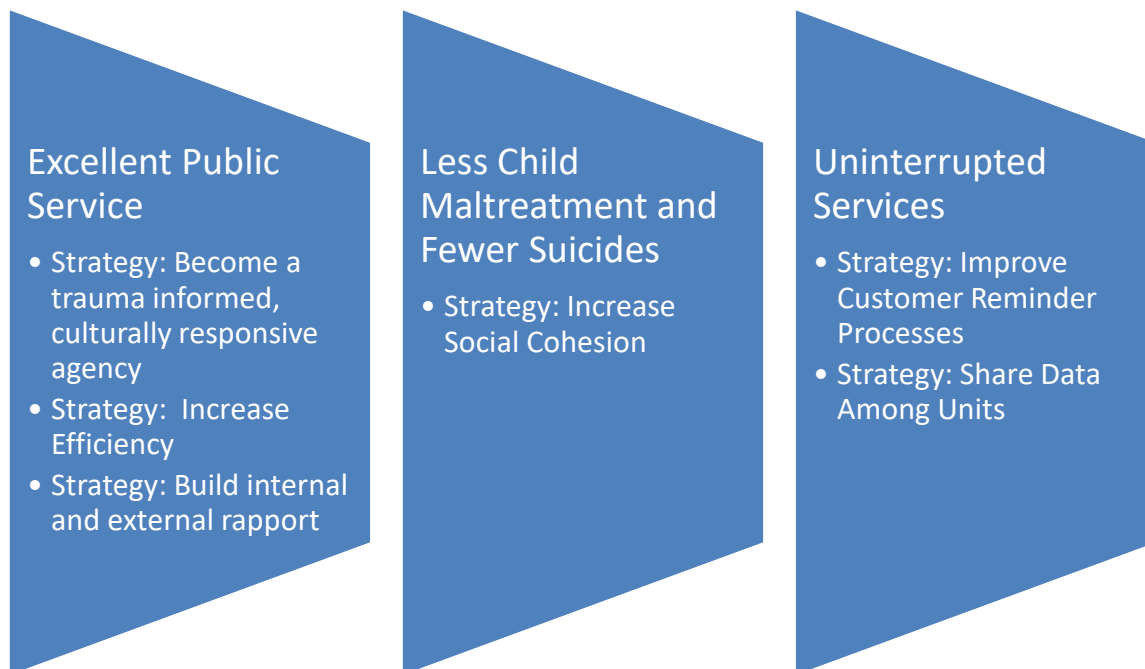 Excellent Public
Service
• Strategy: Become a
trauma informed,
culturally responsive
agency
• Strategy:  Increase
Efficiency
• Strategy: Build internal
and external rapport
Less Child
Maltreatment and
Fewer Suicides
• Strategy: Increase
Social Cohesion
Uninterrupted
Services
• Strategy: Improve
Customer Reminder
Processes
• Strategy: Share Data
Among Units